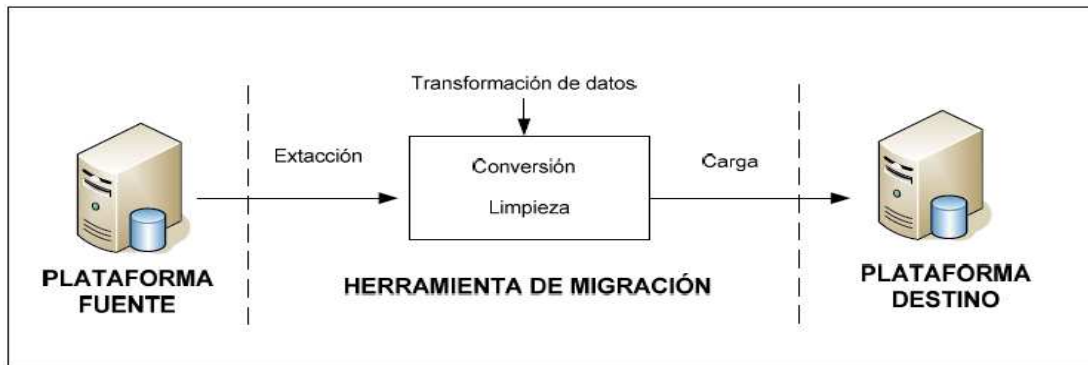 Transformación de datos
Extacción
Conversión
Limpieza
Carga
PLATAFORMA
FUENTE
HERRAMIENTA DE MIGRACIÓN
PLATAFORMA
DESTINO